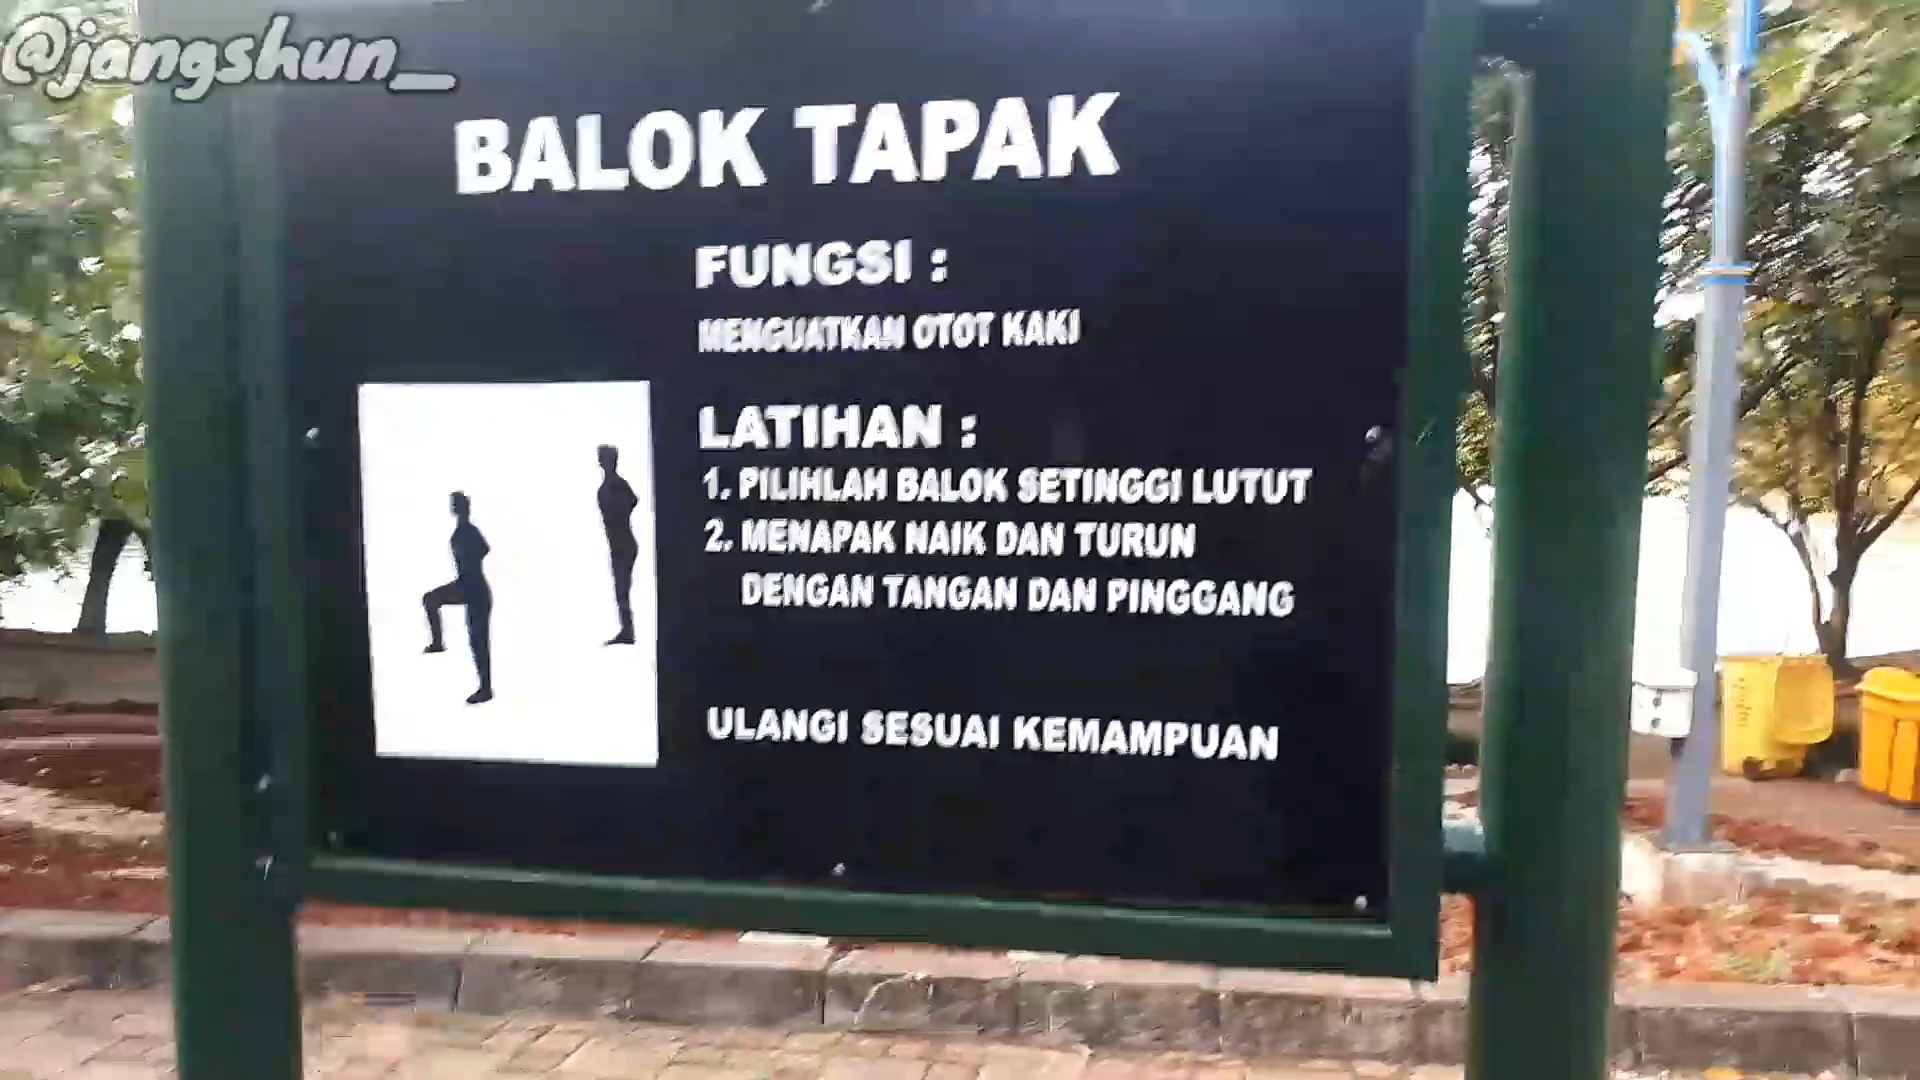 @jangshun_
BALOK TAPAK
FUNGSI :
MENGUATKAN OTOT KAKI
LATIHAN :
1. PILIHLAH BALOK SETINGGI LUTUT
2. MENAPAK NAIK DAN TURUN
DENGAN TANGAN DAN PINGGANG
ULANGI SESUAI KEMAMPUAN